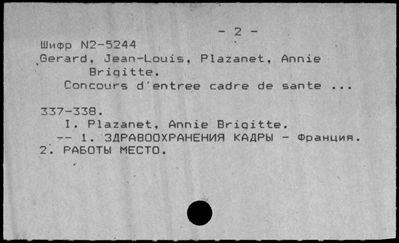 - 2 -
Шифр N2-5244
Gerard, Jean-Louis, Plazanet, Annie
Brigitte.
Concours d'entree cadre de sante ...
337-338.
I. Plazanet, Annie Brigitte.
-- 1. ЗДРАВООХРАНЕНИЯ КАДРЫ - Франция.
2. РАБОТЫ МЕСТО.